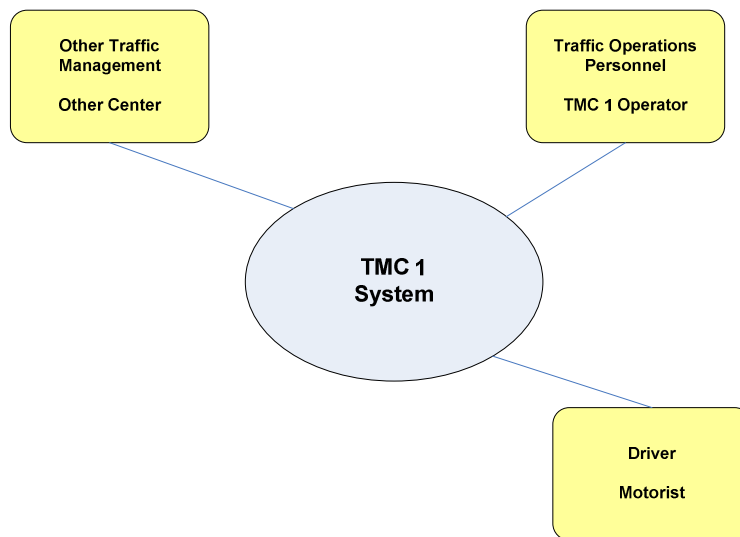 Other Traffic
Management
Other Center
Traffic Operations
Personnel
TMC 1 Operator
TMC 1
System
Driver
Motorist